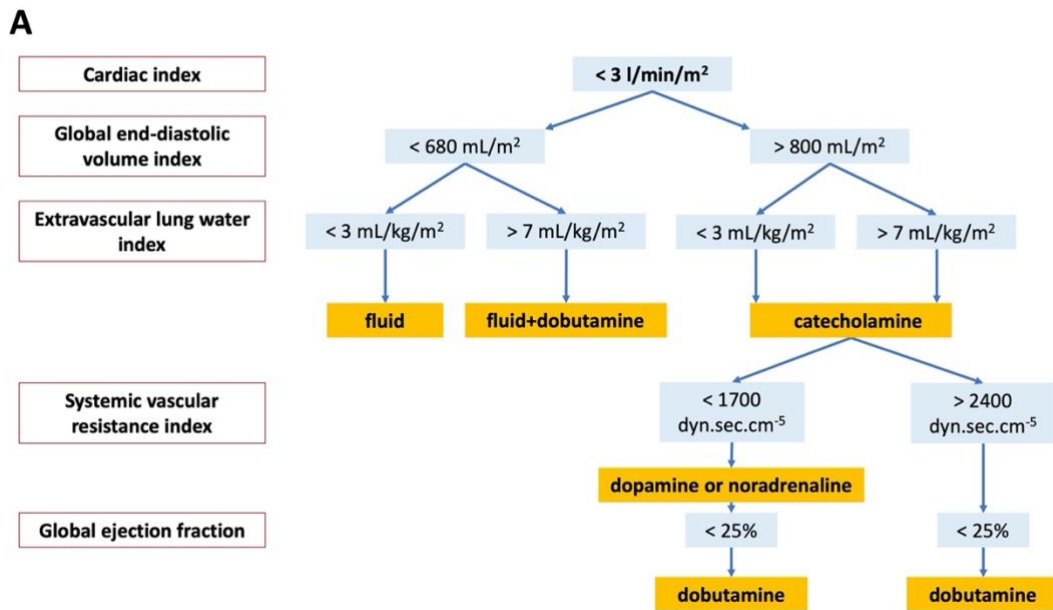 A
Cardiac index
< 3 l/min/m²
Global end-diastolic
volume index
< 680 mL/m²
> 800 mL/m²
Extravascular lung water
index
< 3 mL/kg/m²
> 7 mL/kg/m²
< 3 mL/kg/m²
> 7 mL/kg/m²
fluid
fluid+dobutamine
catecholamine
Systemic vascular
resistance index
< 1700
dyn.sec.cm⁻⁵
> 2400
dyn.sec.cm⁻⁵
dopamine or noradrenaline
Global ejection fraction
< 25%
< 25%
dobutamine
dobutamine